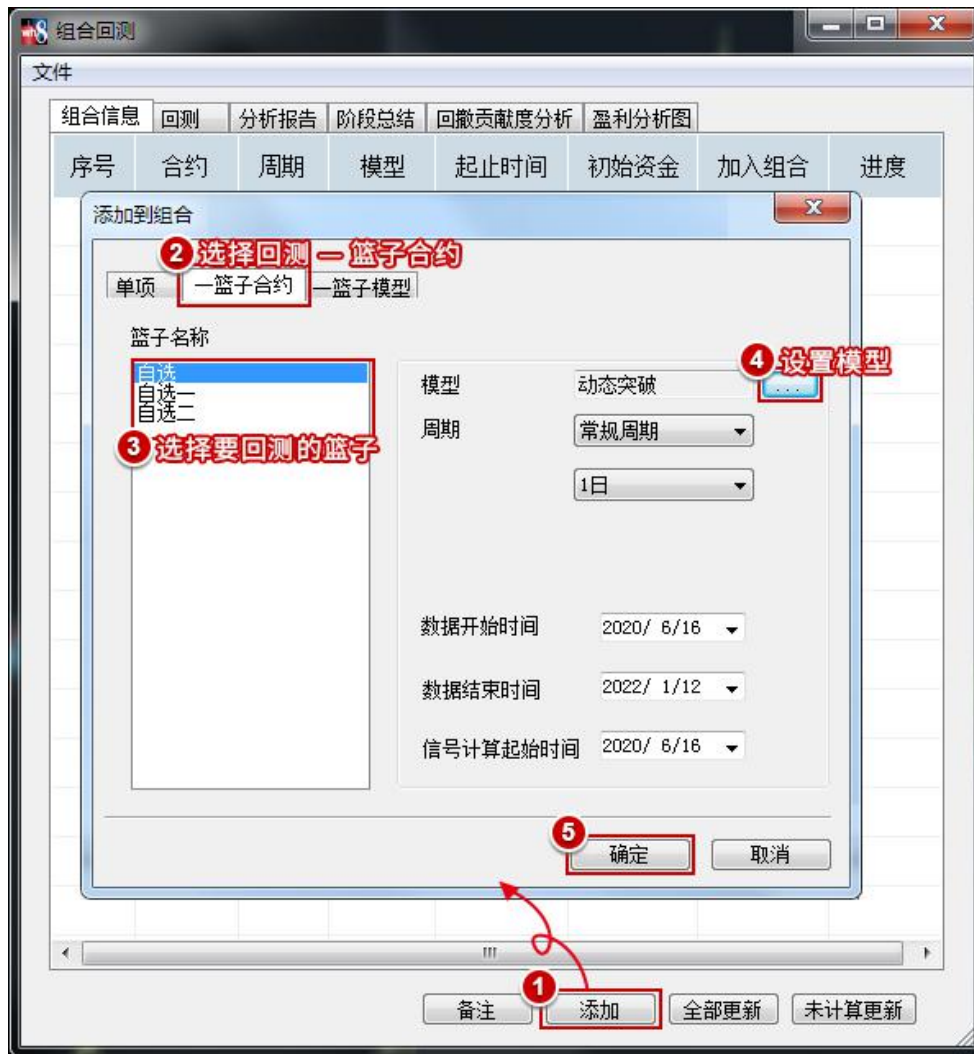 组合回测
文件
组合信息 回测 分析报告 阶段总结 回撤贡献度分析 盈利分析图
序号 合约 周期 模型 起止时间 初始资金 加入组合 进度
添加到组合
2 选择回测一篮子合约
单项 一篮子合约 一篮子模型
篮子名称
自选
自选一
自选二
3 选择要回测的篮子
4 设置模型
模型 动态突破 ...
周期 常规周期
1日
数据开始时间 2020/ 6/16
数据结束时间 2022/ 1/12
信号计算起始时间 2020/ 6/16
5
确定 取消
1
备注 添加 全部更新 未计算更新